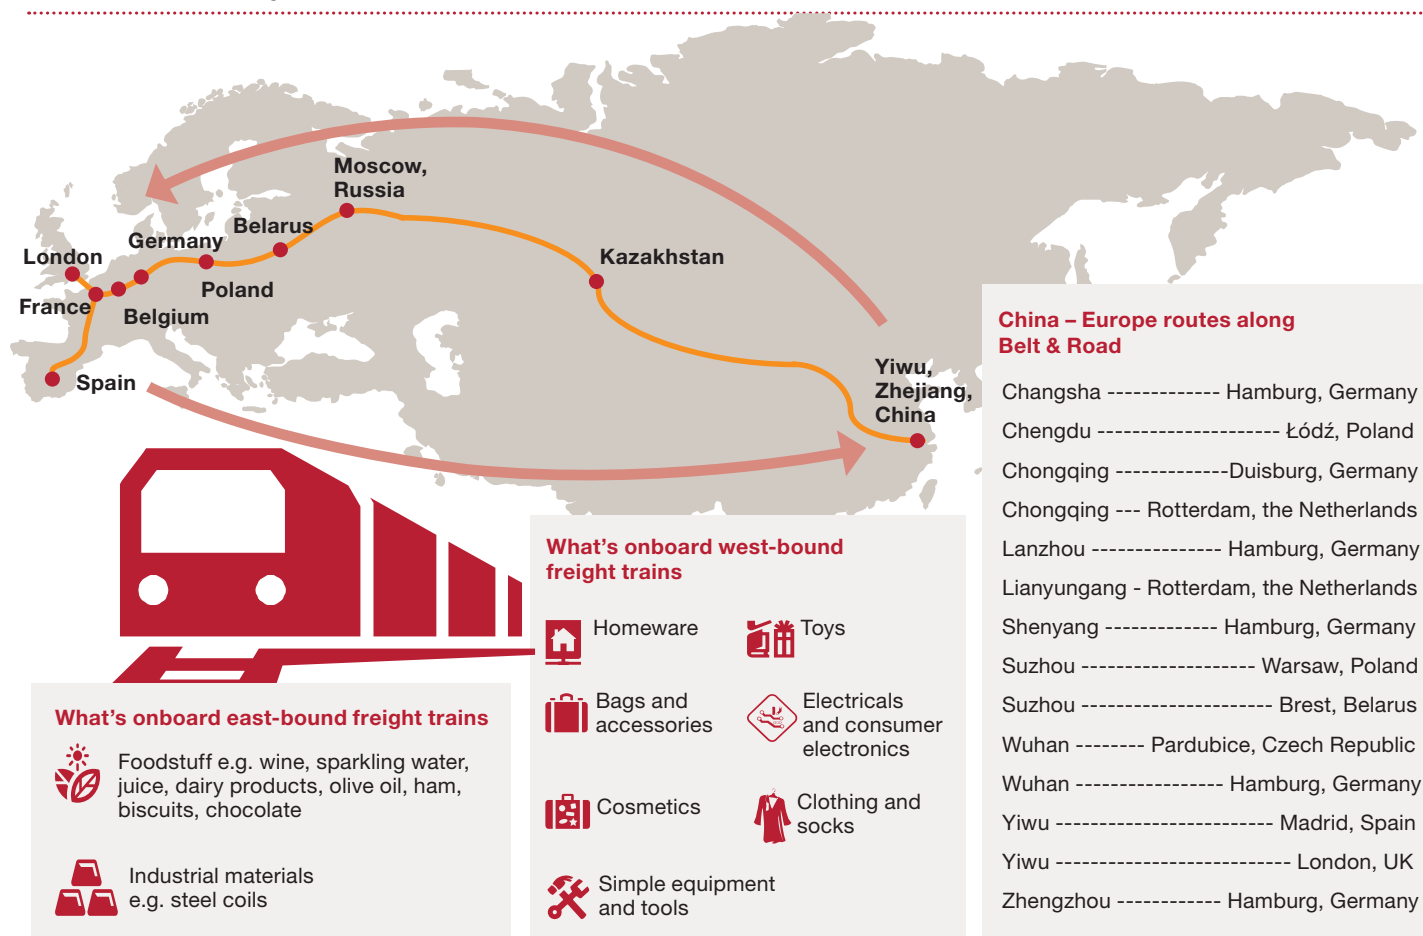 Moscow,
Russia
Belarus
Germany
London
Poland
France
Belgium
Spain
Kazakhstan
Yiwu,
Zhejiang,
China
China – Europe routes along
Belt & Road
Changsha ------------- Hamburg, Germany
Chengdu --------------------- Łódź, Poland
Chongqing -------------Duisburg, Germany
Chongqing --- Rotterdam, the Netherlands
Lanzhou --------------- Hamburg, Germany
Lianyungang - Rotterdam, the Netherlands
Shenyang ------------- Hamburg, Germany
Suzhou -------------------- Warsaw, Poland
Suzhou ---------------------- Brest, Belarus
Wuhan -------- Pardubice, Czech Republic
Wuhan ----------------- Hamburg, Germany
Yiwu ------------------------- Madrid, Spain
Yiwu --------------------------- London, UK
Zhengzhou ------------ Hamburg, Germany
What’s onboard west-bound
freight trains
Homeware
Toys
Bags and
accessories
Electricals
and consumer
electronics
Cosmetics
Clothing and
socks
Simple equipment
and tools
What’s onboard east-bound freight trains
Foodstuff e.g. wine, sparkling water,
juice, dairy products, olive oil, ham,
biscuits, chocolate
Industrial materials
e.g. steel coils